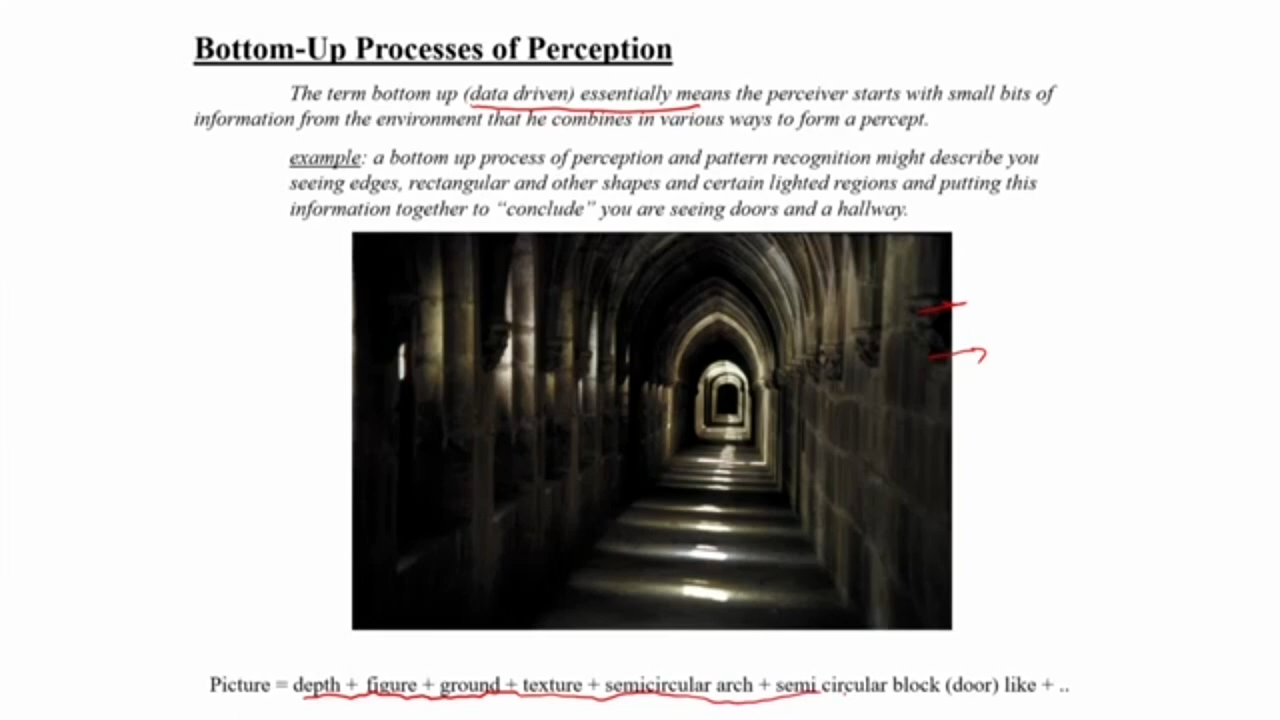 Bottom-Up Processes of Perception
The term bottom up (data driven) essentially means the perceiver starts with small bits of
information from the environment that he combines in various ways to form a percept.
example: a bottom up process of perception and pattern recognition might describe you
seeing edges, rectangular and other shapes and certain lighted regions and putting this
information together to “conclude” you are seeing doors and a hallway.
Picture = depth + figure + ground + texture + semicircular arch + semi circular block (door) like + ..